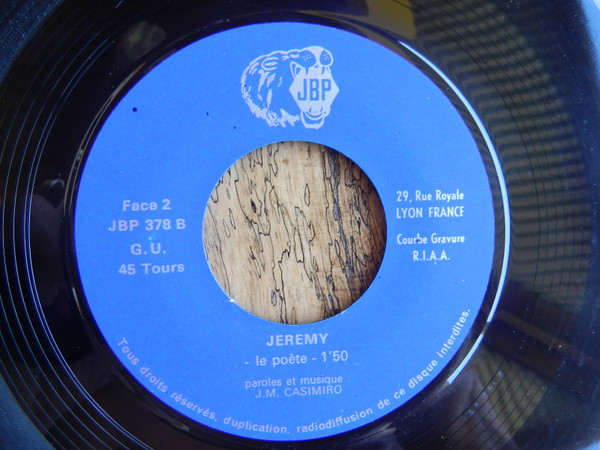 JBP
Face 2
JBP 378 B
G.U.
45 Tours
29, Rue Royale
LYON FRANCE
Courbe Gravure
R.I.A.A.
JEREMY
- le poète - 1'50
paroles et musique
J.M. CASIMIRO
Tous droits réservés, duplication, radiodiffusion de ce disque interdites.